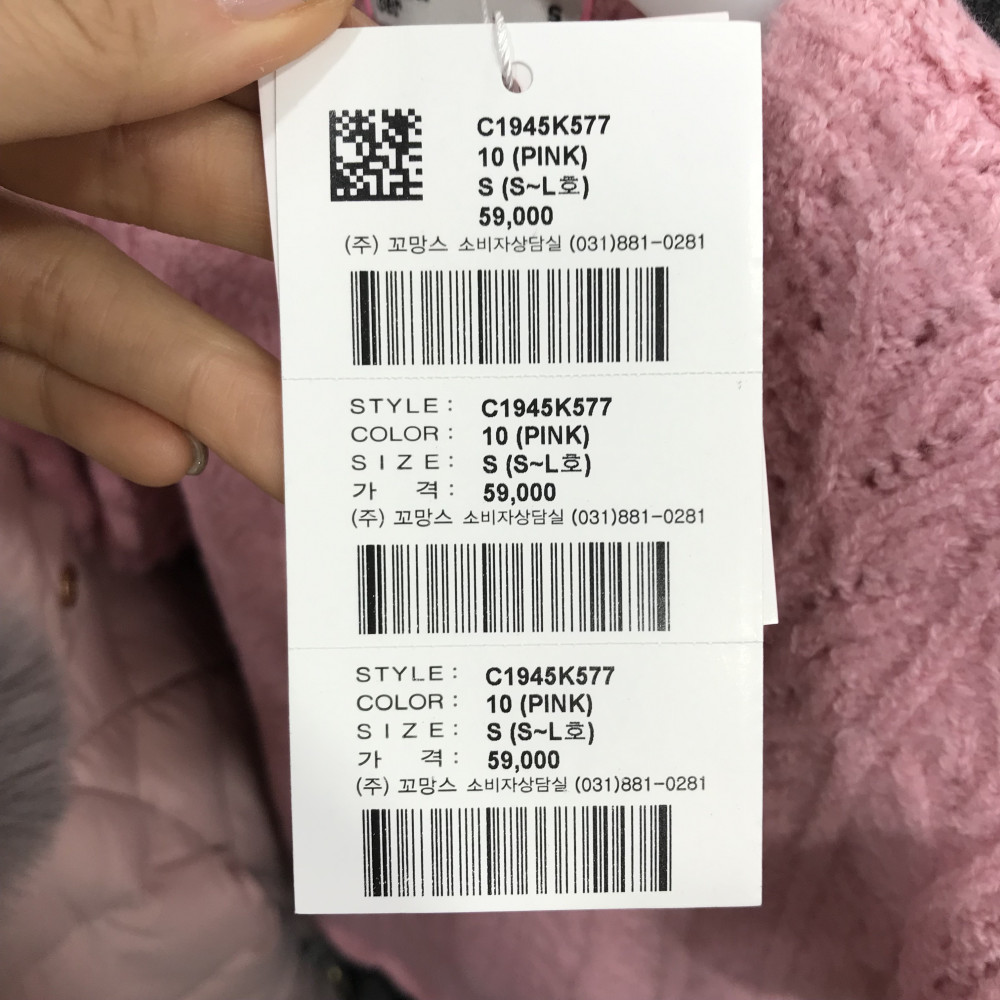 C1945K577
10 (PINK)
S (S~L호)
59,000
(주) 꼬망스 소비자상담실 (031)881-0281
STYLE : C1945K577
COLOR : 10 (PINK)
SIZE : S (S~L호)
가 격 : 59,000
(주) 꼬망스 소비자상담실 (031)881-0281
STYLE : C1945K577
COLOR : 10 (PINK)
SIZE : S (S~L호)
가 격 : 59,000
(주) 꼬망스 소비자상담실 (031)881-0281